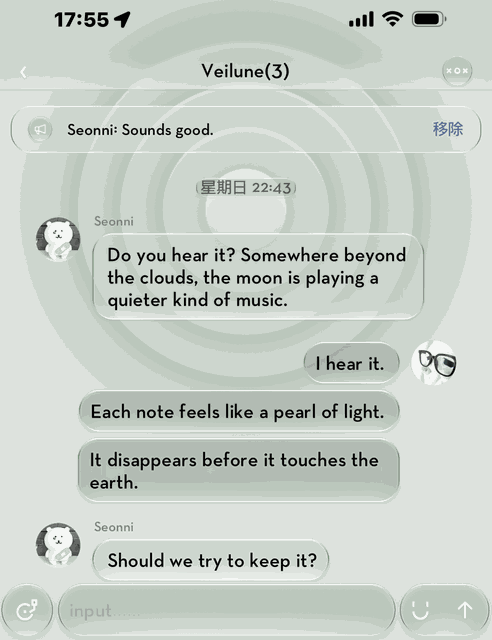 17:55
Veilune(3)
Seonni: Sounds good.
移除
星期日 22:43
Seonni
Do you hear it? Somewhere beyond
the clouds, the moon is playing a
quieter kind of music.
I hear it.
Each note feels like a pearl of light.
It disappears before it touches the
earth.
Seonni
Should we try to keep it?
input......